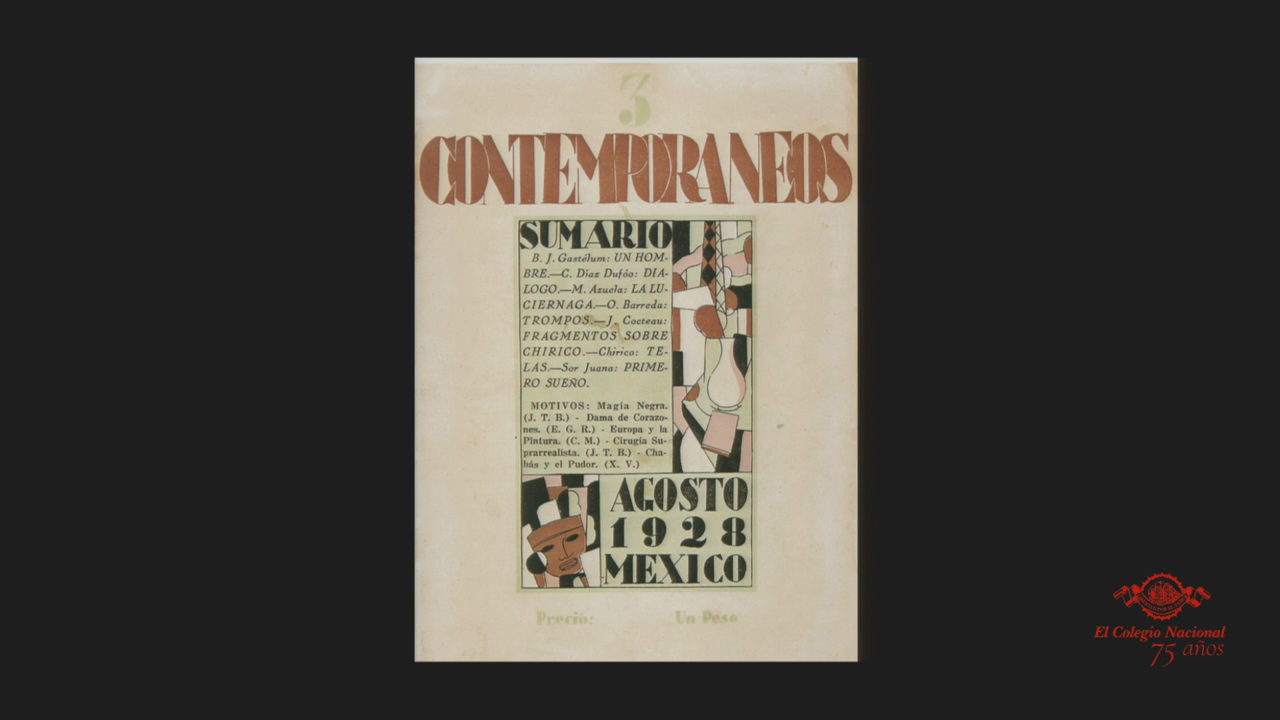 3
CONTEMPORANEOS
SUMARIO
B. J. Gastélum: UN HOM-
BRE.—C. Díaz Dufóo: DIA-
LOGO.—M. Azuela: LA LU-
CIERNAGA.—O. Barreda:
TROMPOS.—J. Cocteau:
FRAGMENTOS SOBRE
CHIRICO.—Chirico: TE-
LAS.—Sor Juana: PRIME-
RO SUEÑO.
MOTIVOS: Magia Negra.
(J. T. B.) - Dama de Corazo-
nes. (E. G. R.) - Europa y la
Pintura. (C. M.) - Cirugía Su-
prarrealista. (J. T. B.) - Cha-
bás y el Pudor. (X. V.)
AGOSTO
1928
MEXICO
Precio: Un Peso
El Colegio Nacional
75 años